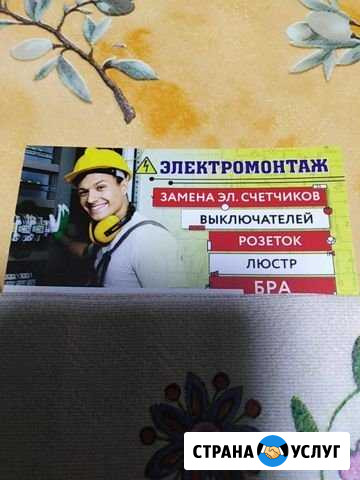 ЭЛЕКТРОМОНТАЖ
ЗАМЕНА ЭЛ. СЧЕТЧИКОВ
ВЫКЛЮЧАТЕЛЕЙ
РОЗЕТОК
ЛЮСТР
БРА
СТРАНА УСЛУГ